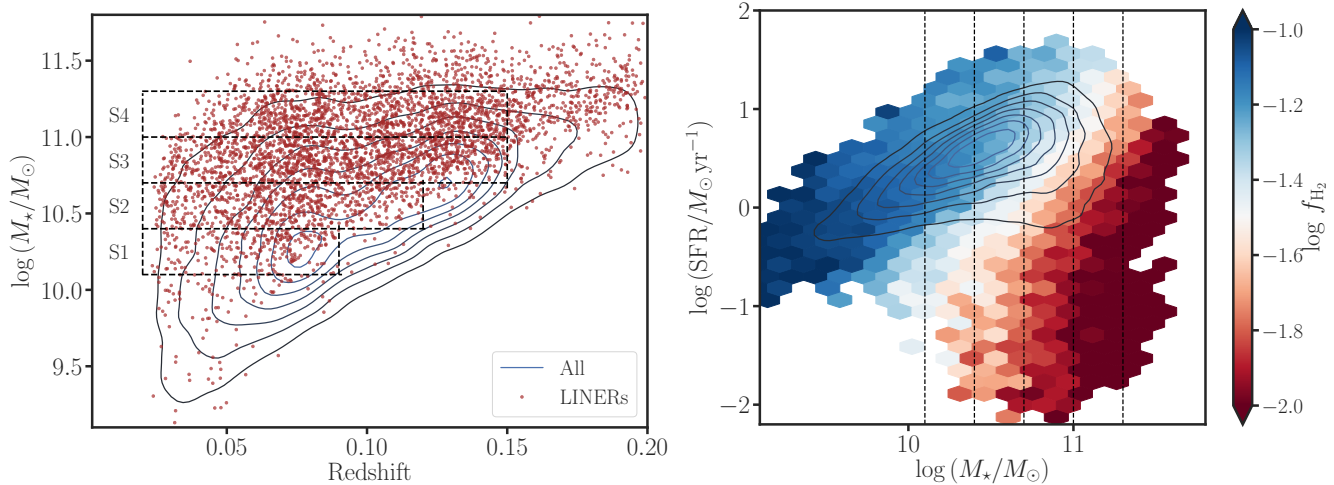 11.5
11.0
10.5
10.0
9.5
log (M⋆/M⊙)
S4
S3
S2
S1
All
LINERs
0.05
0.10
0.15
0.20
Redshift
2
1
0
−1
−2
log (SFR/M⊙ yr⁻¹)
10
11
log (M⋆/M⊙)
−1.0
−1.2
−1.4
−1.6
−1.8
−2.0
log f_H₂